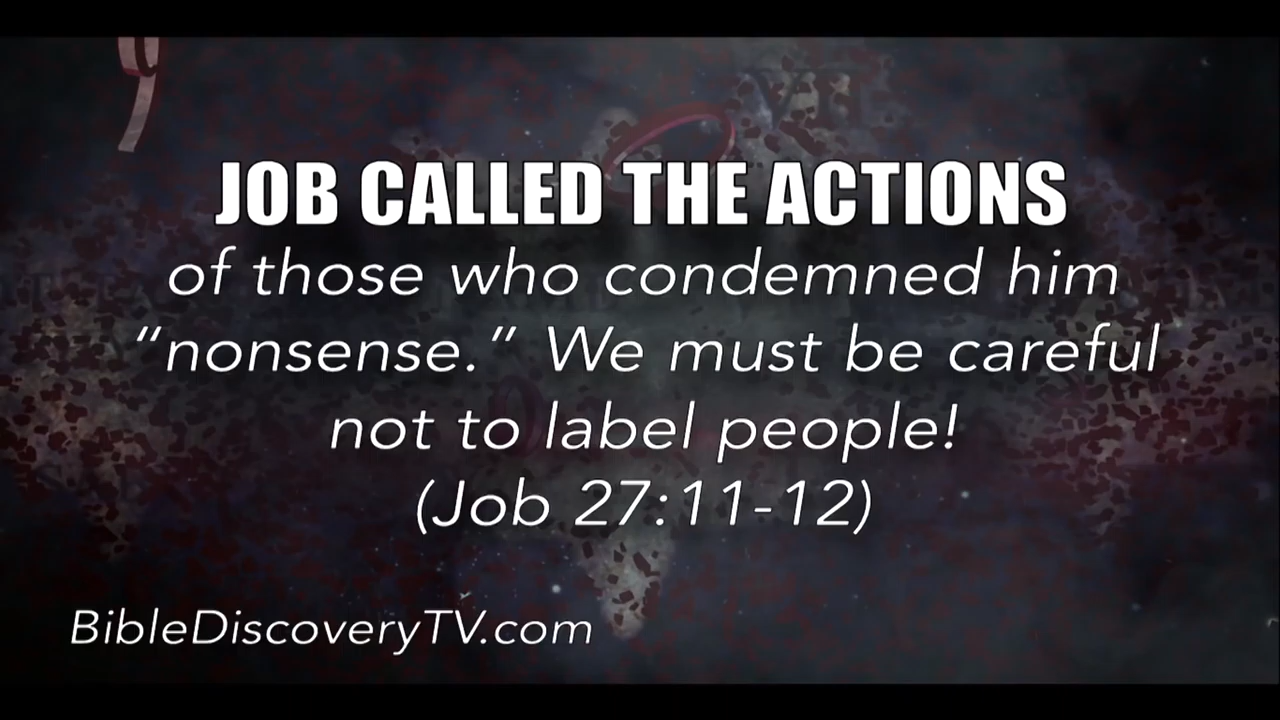 JOB CALLED THE ACTIONS
of those who condemned him
“nonsense.” We must be careful
not to label people!
(Job 27:11-12)
BibleDiscoveryTV.com